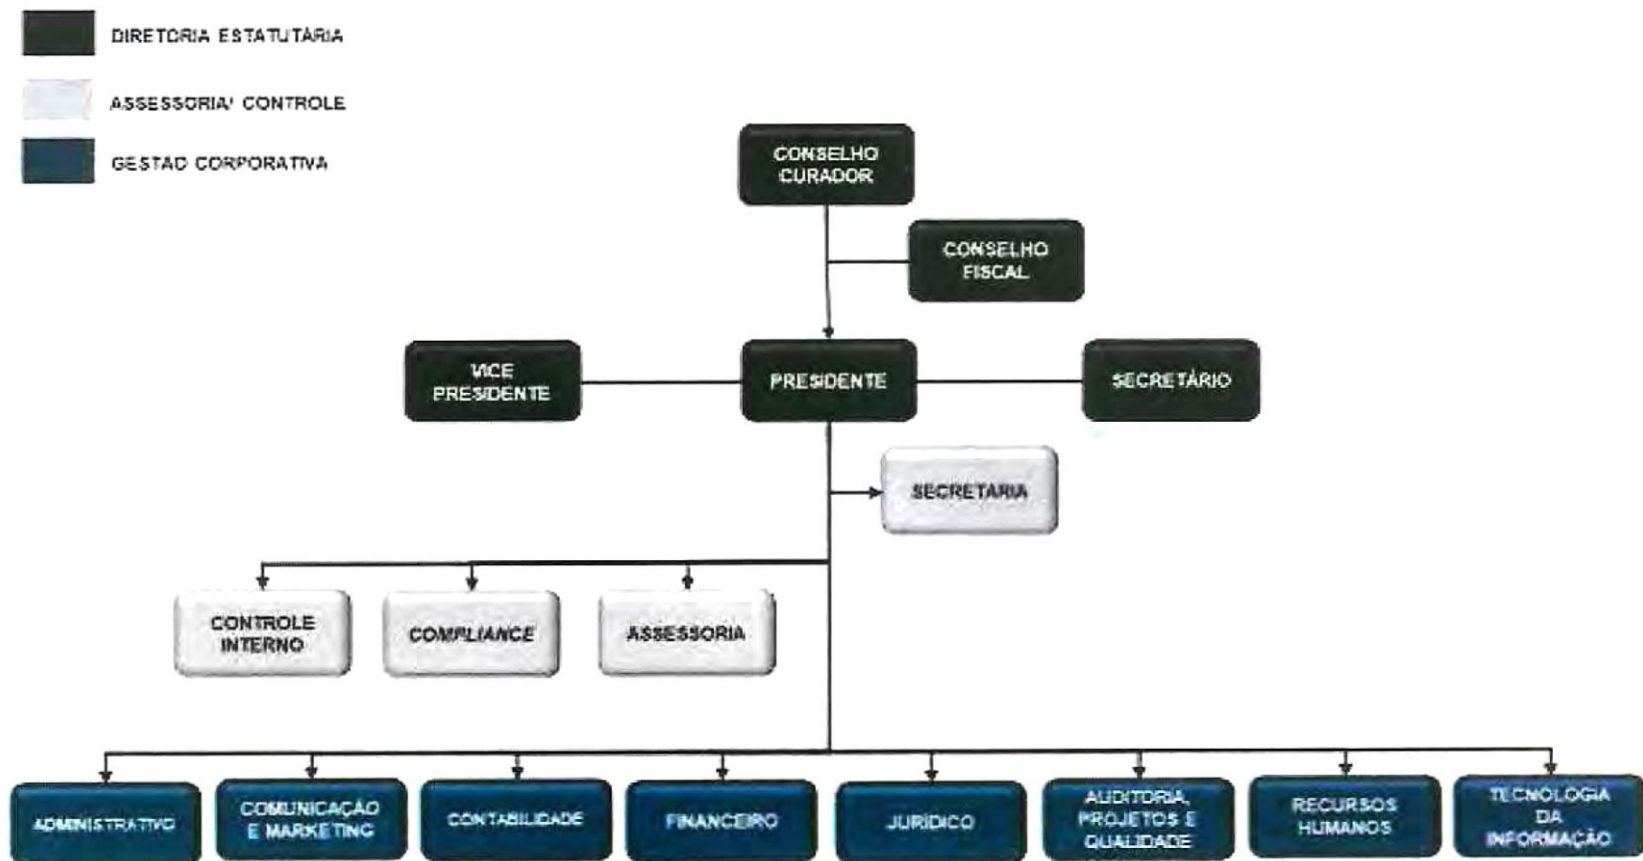 DIRETORIA ESTATUTÁRIA
ASSESSORIA/ CONTROLE
GESTÃO CORPORATIVA
CONSELHO
CURADOR
CONSELHO
FISCAL
VICE
PRESIDENTE
PRESIDENTE
SECRETÁRIO
SECRETARIA
CONTROLE
INTERNO
COMPLIANCE
ASSESSORIA
ADMINISTRATIVO
COMUNICAÇÃO
E MARKETING
CONTABILIDADE
FINANCEIRO
JURÍDICO
AUDITORIA,
PROJETOS E
QUALIDADE
RECURSOS
HUMANOS
TECNOLOGIA
DA
INFORMAÇÃO